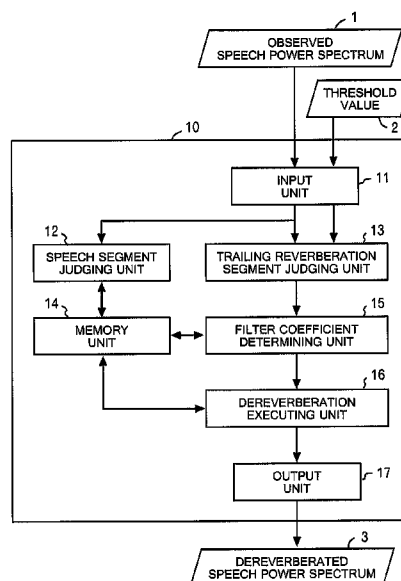 1
OBSERVED
SPEECH POWER SPECTRUM
THRESHOLD
VALUE
2
10
INPUT
UNIT
11
12
SPEECH SEGMENT
JUDGING UNIT
13
TRAILING REVERBERATION
SEGMENT JUDGING UNIT
14
MEMORY
UNIT
15
FILTER COEFFICIENT
DETERMINING UNIT
16
DEREVERBERATION
EXECUTING UNIT
OUTPUT
UNIT
17
3
DEREVERBERATED
SPEECH POWER SPECTRUM